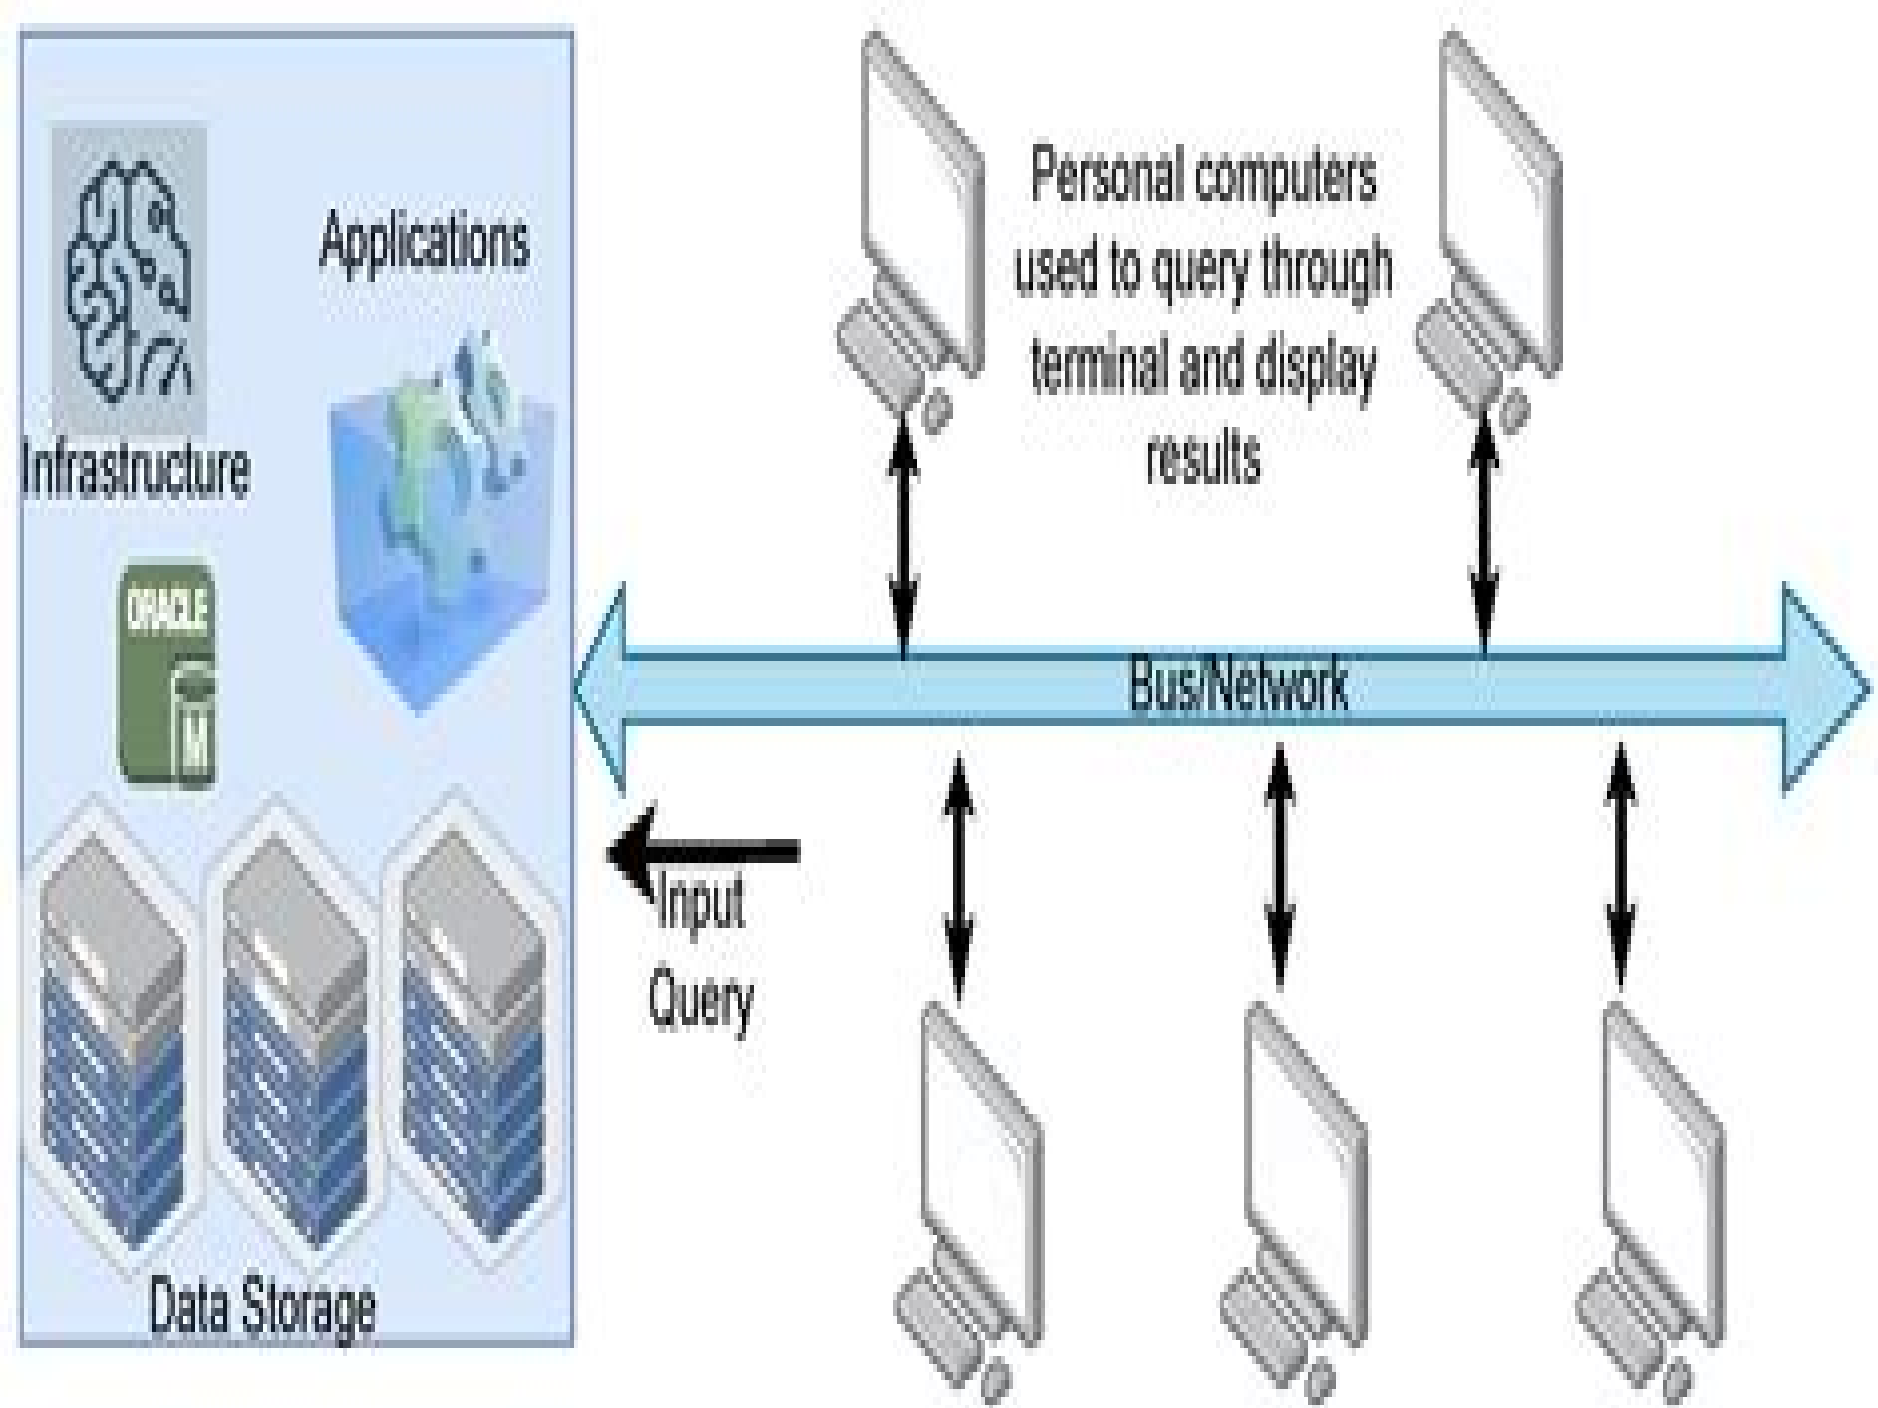 Applications
Infrastructure
ORACLE
M
Data Storage
Personal computers
used to query through
terminal and display
results
Bus/Network
Input
Query